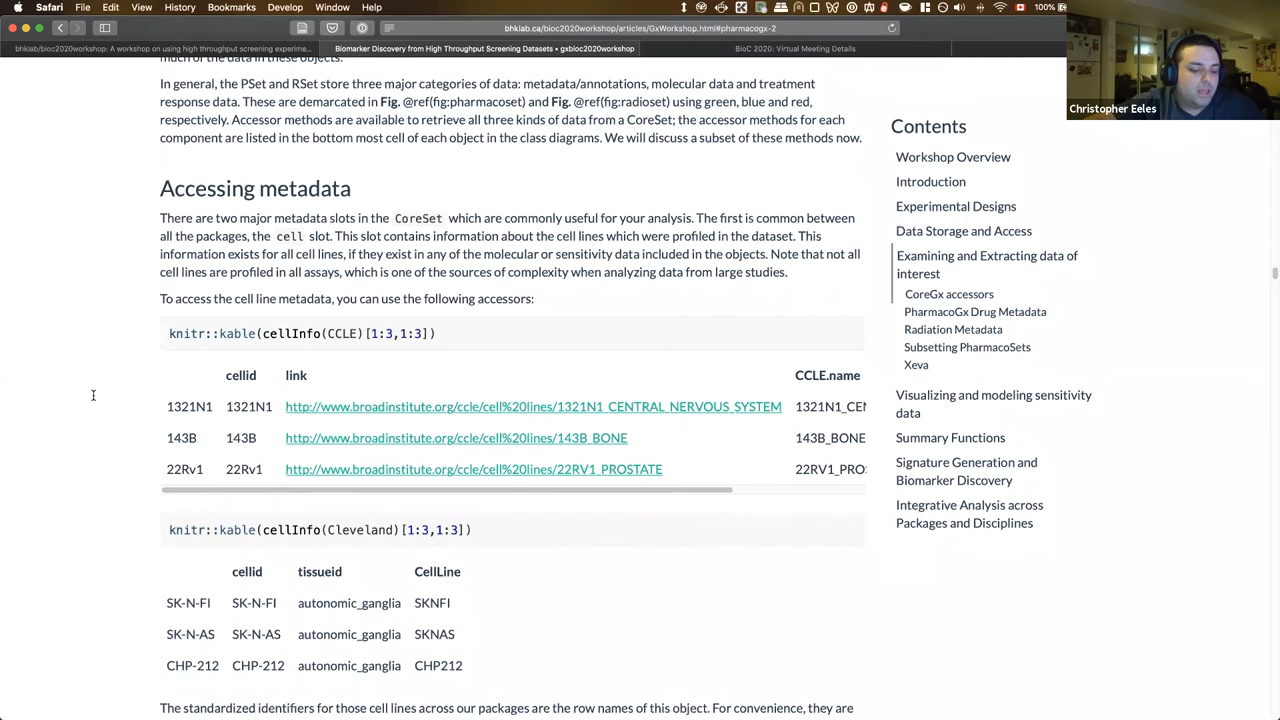 Safari File Edit View History Bookmarks Develop Window Help
100%
bhklab.ca/bioc2020workshop/articles/GxWorkshop.html#pharmacogx-2
bhklab/bioc2020workshop: A workshop on using high throughput screening experime...
Biomarker Discovery from High Throughput Screening Datasets • gxbioc2020workshop
BioC 2020: Virtual Meeting Details
Christopher Eeles
much of the data in these objects.
In general, the PSet and RSet store three major categories of data: metadata/annotations, molecular data and treatment
response data. These are demarcated in Fig. @ref(fig:pharmacoset) and Fig. @ref(fig:radioset) using green, blue and red,
respectively. Accessor methods are available to retrieve all three kinds of data from a CoreSet; the accessor methods for each
component are listed in the bottom most cell of each object in the class diagrams. We will discuss a subset of these methods now.
Accessing metadata
There are two major metadata slots in the CoreSet which are commonly useful for your analysis. The first is common between
all the packages, the cell slot. This slot contains information about the cell lines which were profiled in the dataset. This
information exists for all cell lines, if they exist in any of the molecular or sensitivity data included in the objects. Note that not all
cell lines are profiled in all assays, which is one of the sources of complexity when analyzing data from large studies.
To access the cell line metadata, you can use the following accessors:
knitr::kable(cellInfo(CCLE)[1:3,1:3])
cellid link CCLE.name
1321N1 1321N1 http://www.broadinstitute.org/ccle/cell%20lines/1321N1_CENTRAL_NERVOUS_SYSTEM 1321N1_CEN
143B 143B http://www.broadinstitute.org/ccle/cell%20lines/143B_BONE 143B_BONE
22Rv1 22Rv1 http://www.broadinstitute.org/ccle/cell%20lines/22RV1_PROSTATE 22RV1_PRO
knitr::kable(cellInfo(Cleveland)[1:3,1:3])
cellid tissueid CellLine
SK-N-FI SK-N-FI autonomic_ganglia SKNFI
SK-N-AS SK-N-AS autonomic_ganglia SKNAS
CHP-212 CHP-212 autonomic_ganglia CHP212
The standardized identifiers for those cell lines across our packages are the row names of this object. For convenience, they are
Contents
Workshop Overview
Introduction
Experimental Designs
Data Storage and Access
Examining and Extracting data of
interest
CoreGx accessors
PharmacoGx Drug Metadata
Radiation Metadata
Subsetting PharmacoSets
Xeva
Visualizing and modeling sensitivity
data
Summary Functions
Signature Generation and
Biomarker Discovery
Integrative Analysis across
Packages and Disciplines